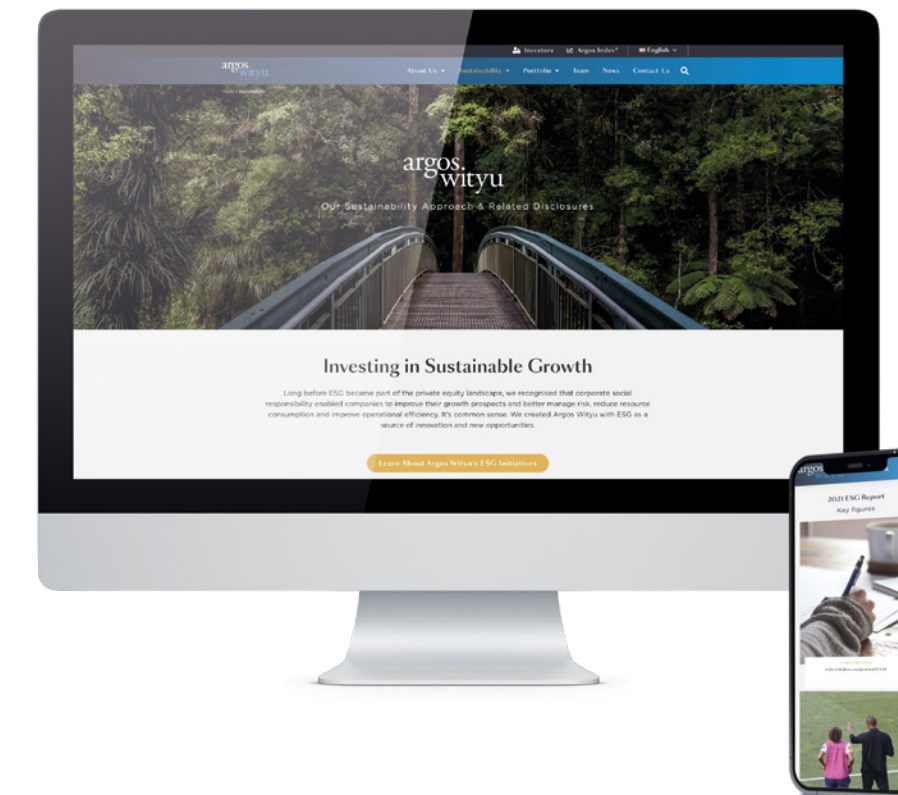 Investors Argos Index® English
argos.
wityu
About Us Sustainability Portfolio Team News Contact Us
argos.
wityu
Our Sustainability Approach & Related Disclosures
Investing in Sustainable Growth
Long before ESG became part of the private equity landscape, we recognised that corporate social
responsibility enabled companies to improve their growth prospects and better manage risk, reduce resource
consumption and improve operational efficiency. It's common sense. We created Argos Wityu with ESG as a
source of innovation and new opportunities.
Learn About Argos Wityu's ESG Initiatives
argos.
wityu
2021 ESG Report
Key figures